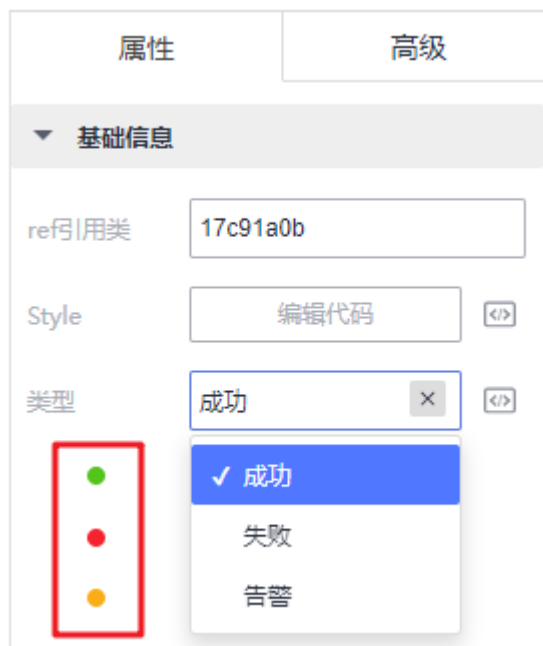 属性 高级
基础信息
ref引用类 17c91a0b
Style 编辑代码 </>
类型 成功 </>
成功
失败
告警